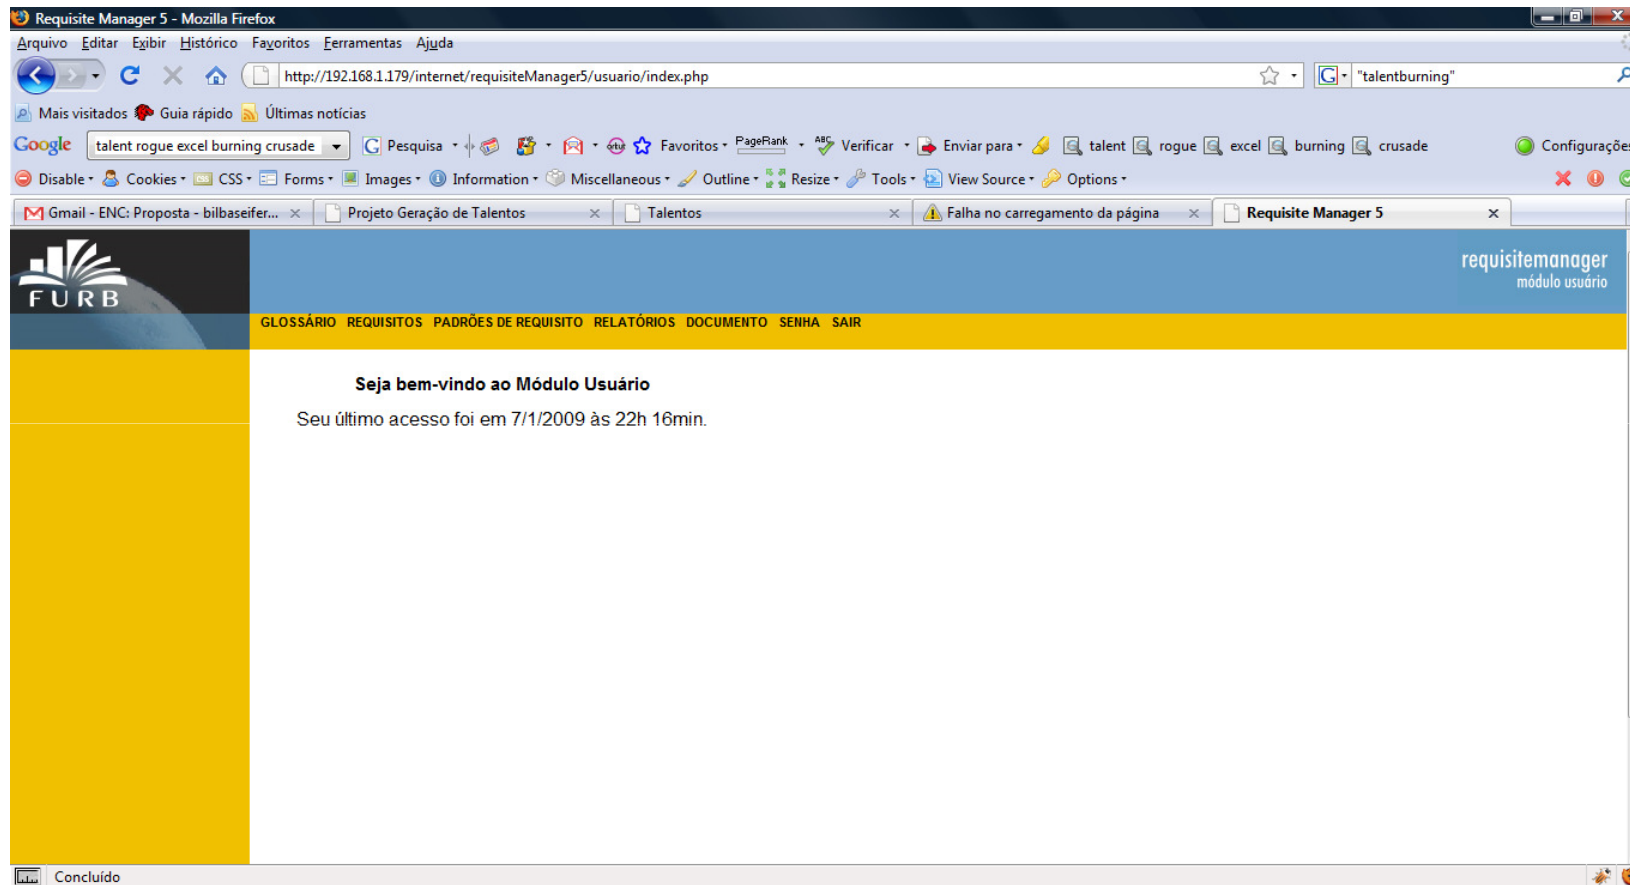 Requisite Manager 5 - Mozilla Firefox
Arquivo Editar Exibir Histórico Favoritos Ferramentas Ajuda
http://192.168.1.179/internet/requisiteManager5/usuario/index.php G "talentburning"
Mais visitados Guia rápido Últimas notícias
Google talent rogue excel burning crusade G Pesquisa Favoritos PageRank ABC Verificar Enviar para talent rogue excel burning crusade Configurações
Disable Cookies CSS Forms Images Information Miscellaneous Outline Resize Tools View Source Options
Gmail - ENC: Proposta - bilbaseifer... Projeto Geração de Talentos Talentos Falha no carregamento da página Requisite Manager 5
FURB
requisitemanager
módulo usuário
GLOSSÁRIO REQUISITOS PADRÕES DE REQUISITO RELATÓRIOS DOCUMENTO SENHA SAIR
Seja bem-vindo ao Módulo Usuário
Seu último acesso foi em 7/1/2009 às 22h 16min.
Concluído